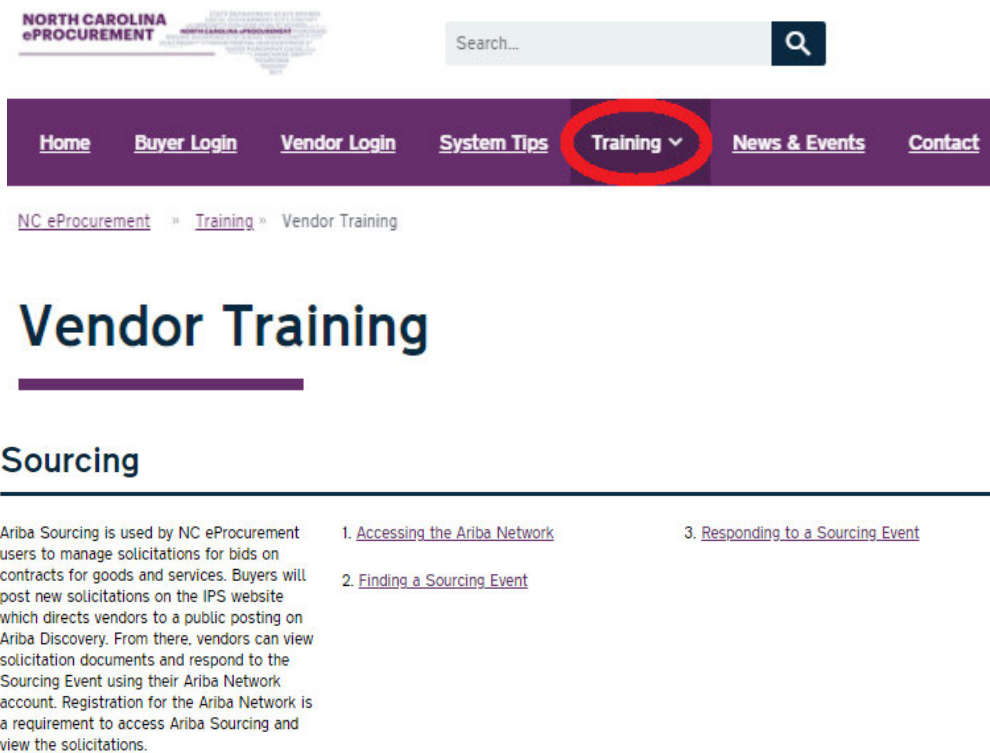 NORTH CAROLINA
ePROCUREMENT
NORTH CAROLINA ePROCUREMENT
Search...
Home Buyer Login Vendor Login System Tips Training News & Events Contact
NC eProcurement » Training » Vendor Training
Vendor Training
Sourcing
Ariba Sourcing is used by NC eProcurement
users to manage solicitations for bids on
contracts for goods and services. Buyers will
post new solicitations on the IPS website
which directs vendors to a public posting on
Ariba Discovery. From there, vendors can view
solicitation documents and respond to the
Sourcing Event using their Ariba Network
account. Registration for the Ariba Network is
a requirement to access Ariba Sourcing and
view the solicitations.
1. Accessing the Ariba Network
2. Finding a Sourcing Event
3. Responding to a Sourcing Event